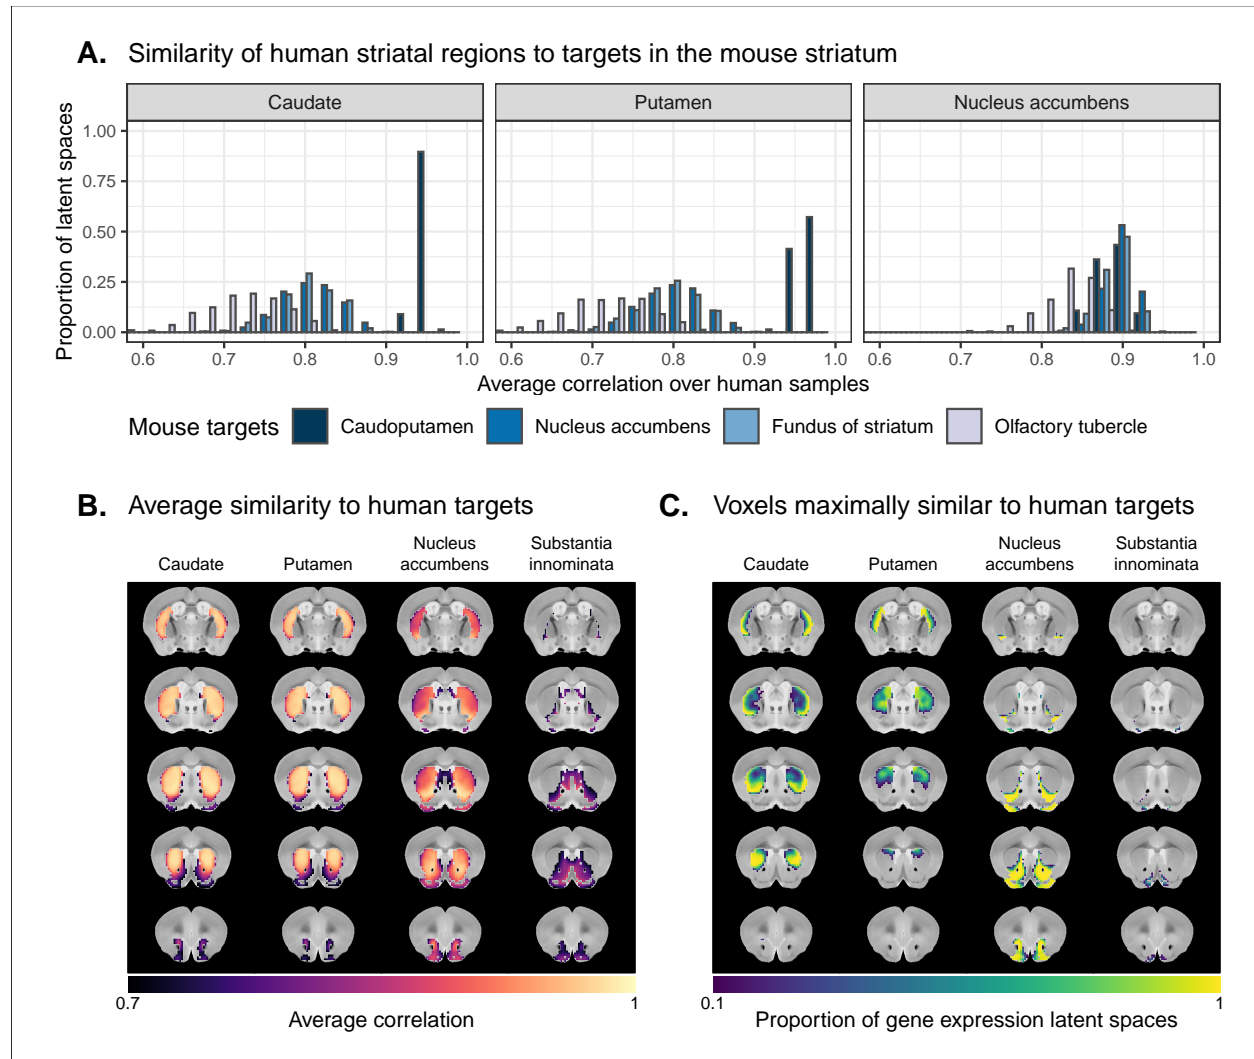 A. Similarity of human striatal regions to targets in the mouse striatum
Caudate
Putamen
Nucleus accumbens
Proportion of latent spaces
1.00
0.75
0.50
0.25
0.00
0.6 0.7 0.8 0.9 1.0
0.6 0.7 0.8 0.9 1.0
0.6 0.7 0.8 0.9 1.0
Average correlation over human samples
Mouse targets Caudoputamen Nucleus accumbens Fundus of striatum Olfactory tubercle
B. Average similarity to human targets
Caudate
Putamen
Nucleus
accumbens
Substantia
innominata
0.7 1
Average correlation
C. Voxels maximally similar to human targets
Caudate
Putamen
Nucleus
accumbens
Substantia
innominata
0.1 1
Proportion of gene expression latent spaces